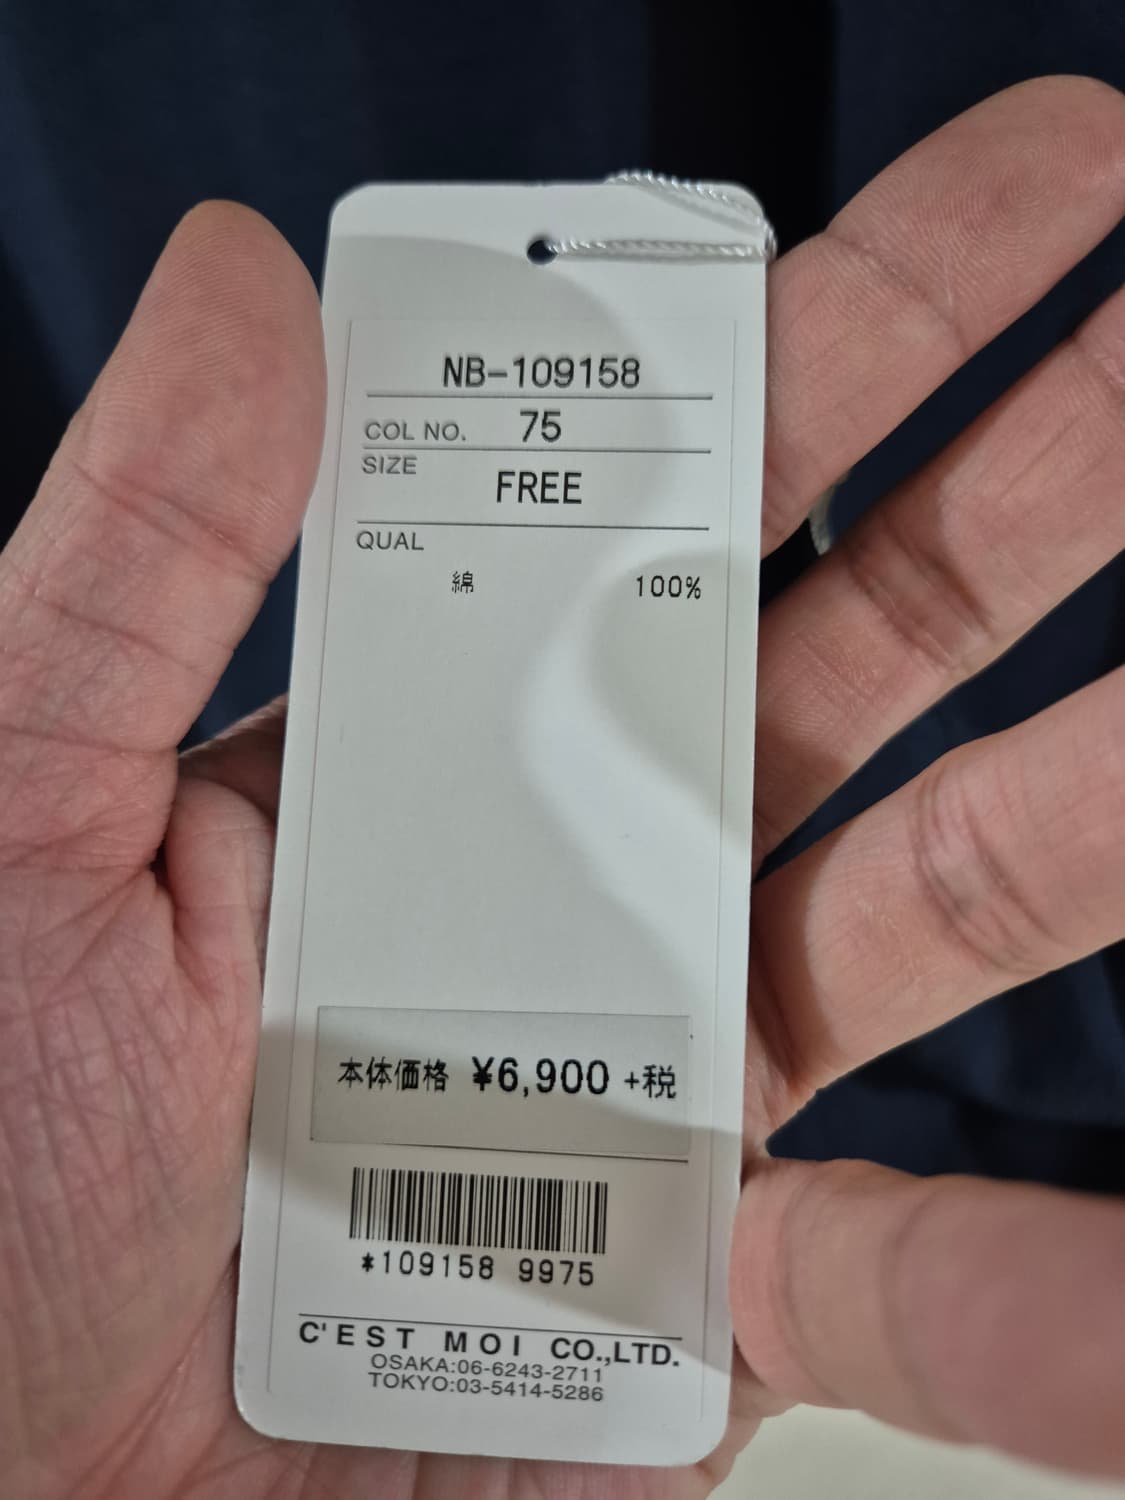 NB-109158
COL NO. 75
SIZE FREE
QUAL
綿 100%
本体価格 ¥6,900 +税
*109158 9975
C'EST MOI CO.,LTD.
OSAKA:06-6243-2711
TOKYO:03-5414-5286